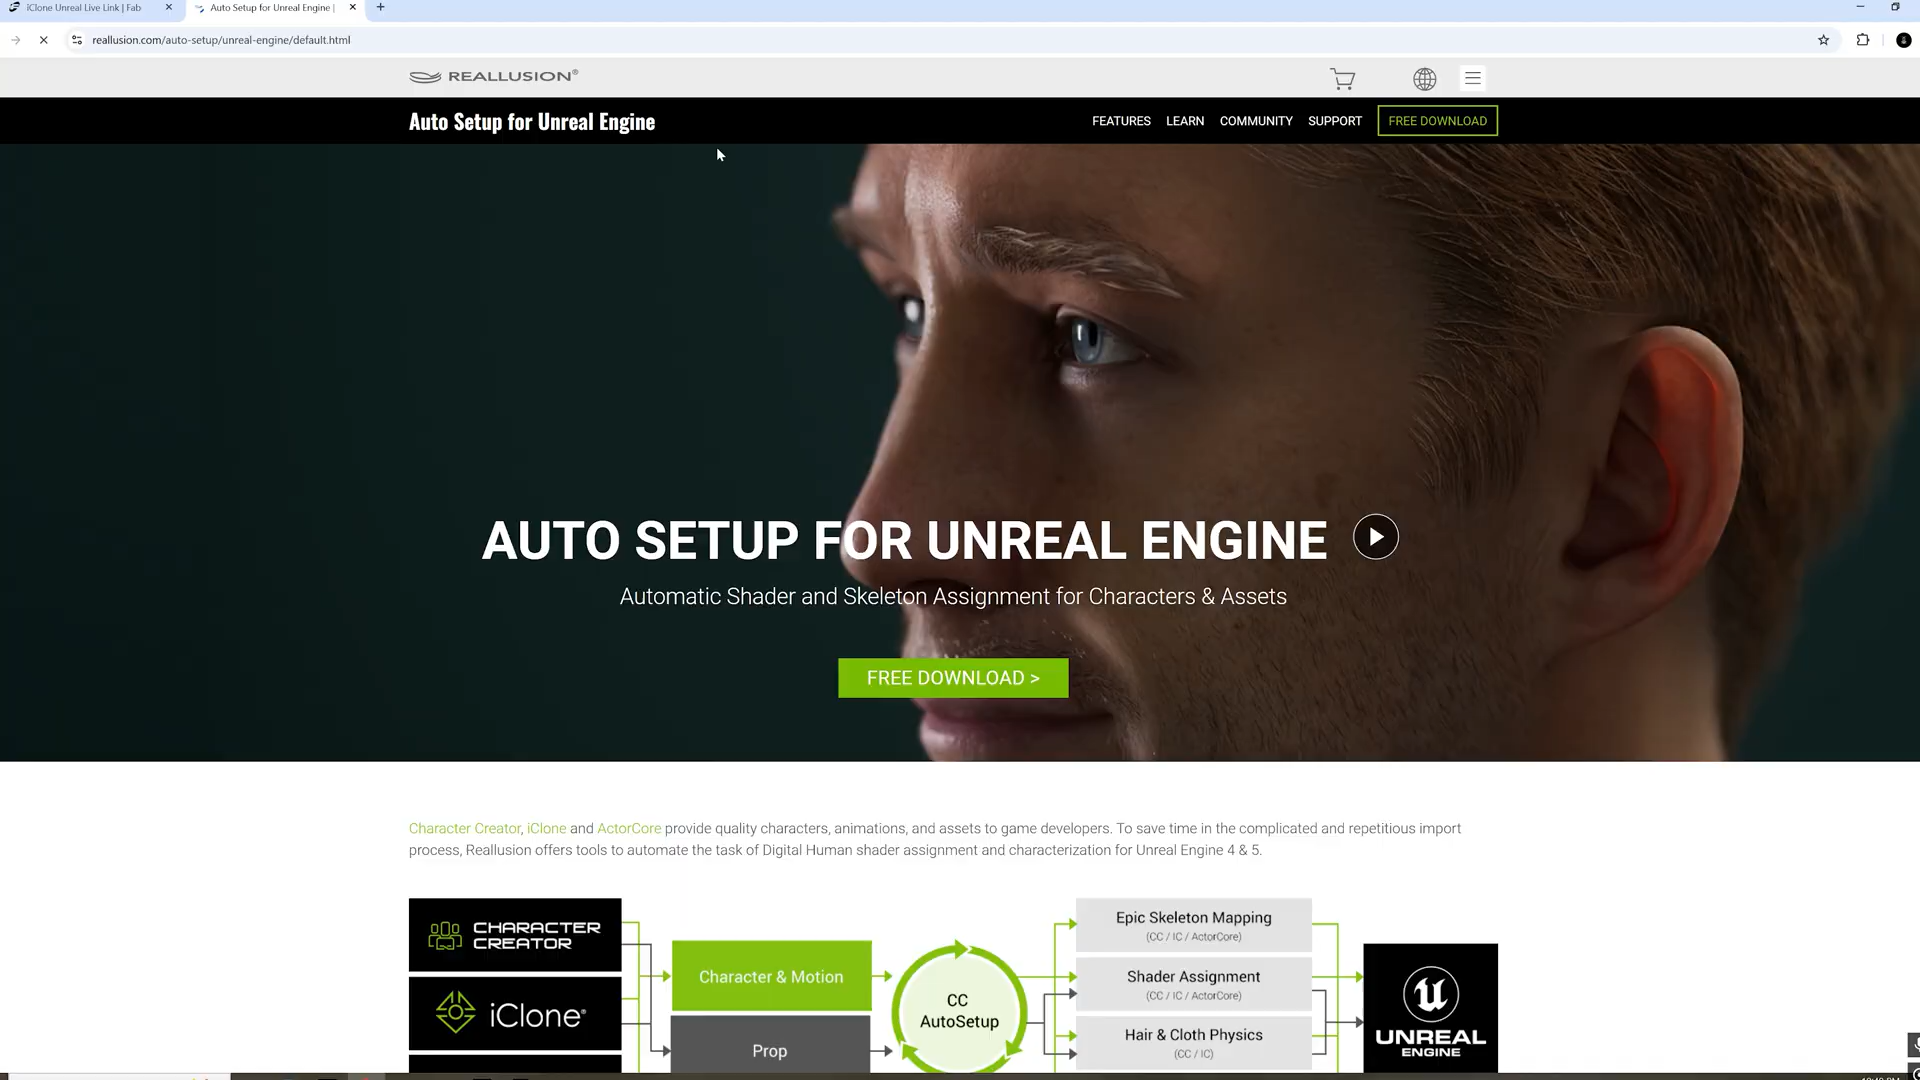 iClone Unreal Live Link | Fab
Auto Setup for Unreal Engine |
reallusion.com/auto-setup/unreal-engine/default.html
REALLUSION®
Auto Setup for Unreal Engine
FEATURES LEARN COMMUNITY SUPPORT FREE DOWNLOAD
AUTO SETUP FOR UNREAL ENGINE
Automatic Shader and Skeleton Assignment for Characters & Assets
FREE DOWNLOAD >
Character Creator, iClone and ActorCore provide quality characters, animations, and assets to game developers. To save time in the complicated and repetitious import
process, Reallusion offers tools to automate the task of Digital Human shader assignment and characterization for Unreal Engine 4 & 5.
CHARACTER
CREATOR
iClone®
Character & Motion
Prop
CC
AutoSetup
Epic Skeleton Mapping
(CC / IC / ActorCore)
Shader Assignment
(CC / IC / ActorCore)
Hair & Cloth Physics
(CC / IC)
UNREAL
ENGINE